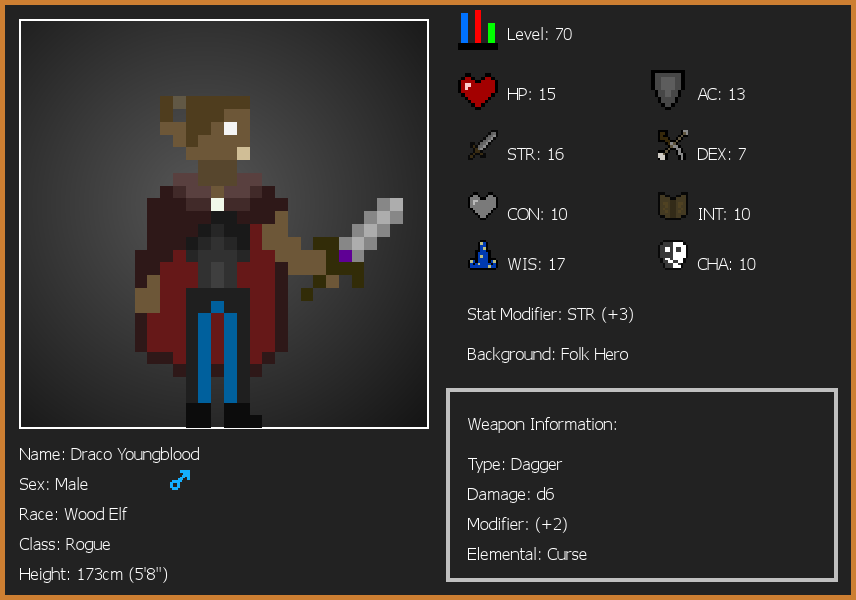 Level: 70
HP: 15
AC: 13
STR: 16
DEX: 7
CON: 10
INT: 10
WIS: 17
CHA: 10
Stat Modifier: STR (+3)
Background: Folk Hero
Weapon Information:
Type: Dagger
Damage: d6
Modifier: (+2)
Elemental: Curse
Name: Draco Youngblood
Sex: Male
Race: Wood Elf
Class: Rogue
Height: 173cm (5'8")